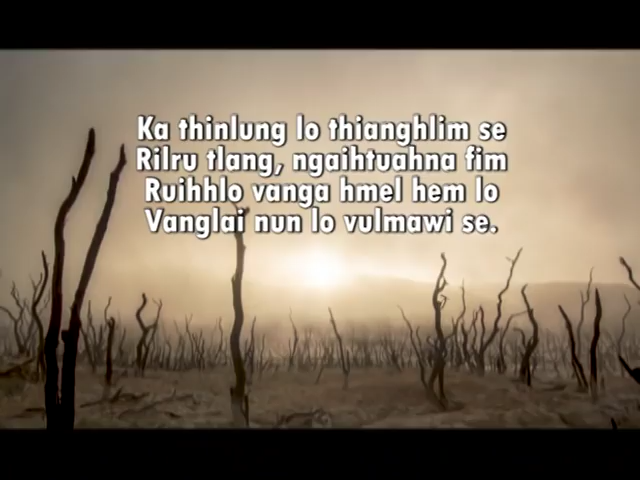 Ka thinlung lo thianghlim se
Rilru tlang, ngaihtuahna fim
Ruihhlo vanga hmel hem lo
Vanglai nun lo vulmawi se.